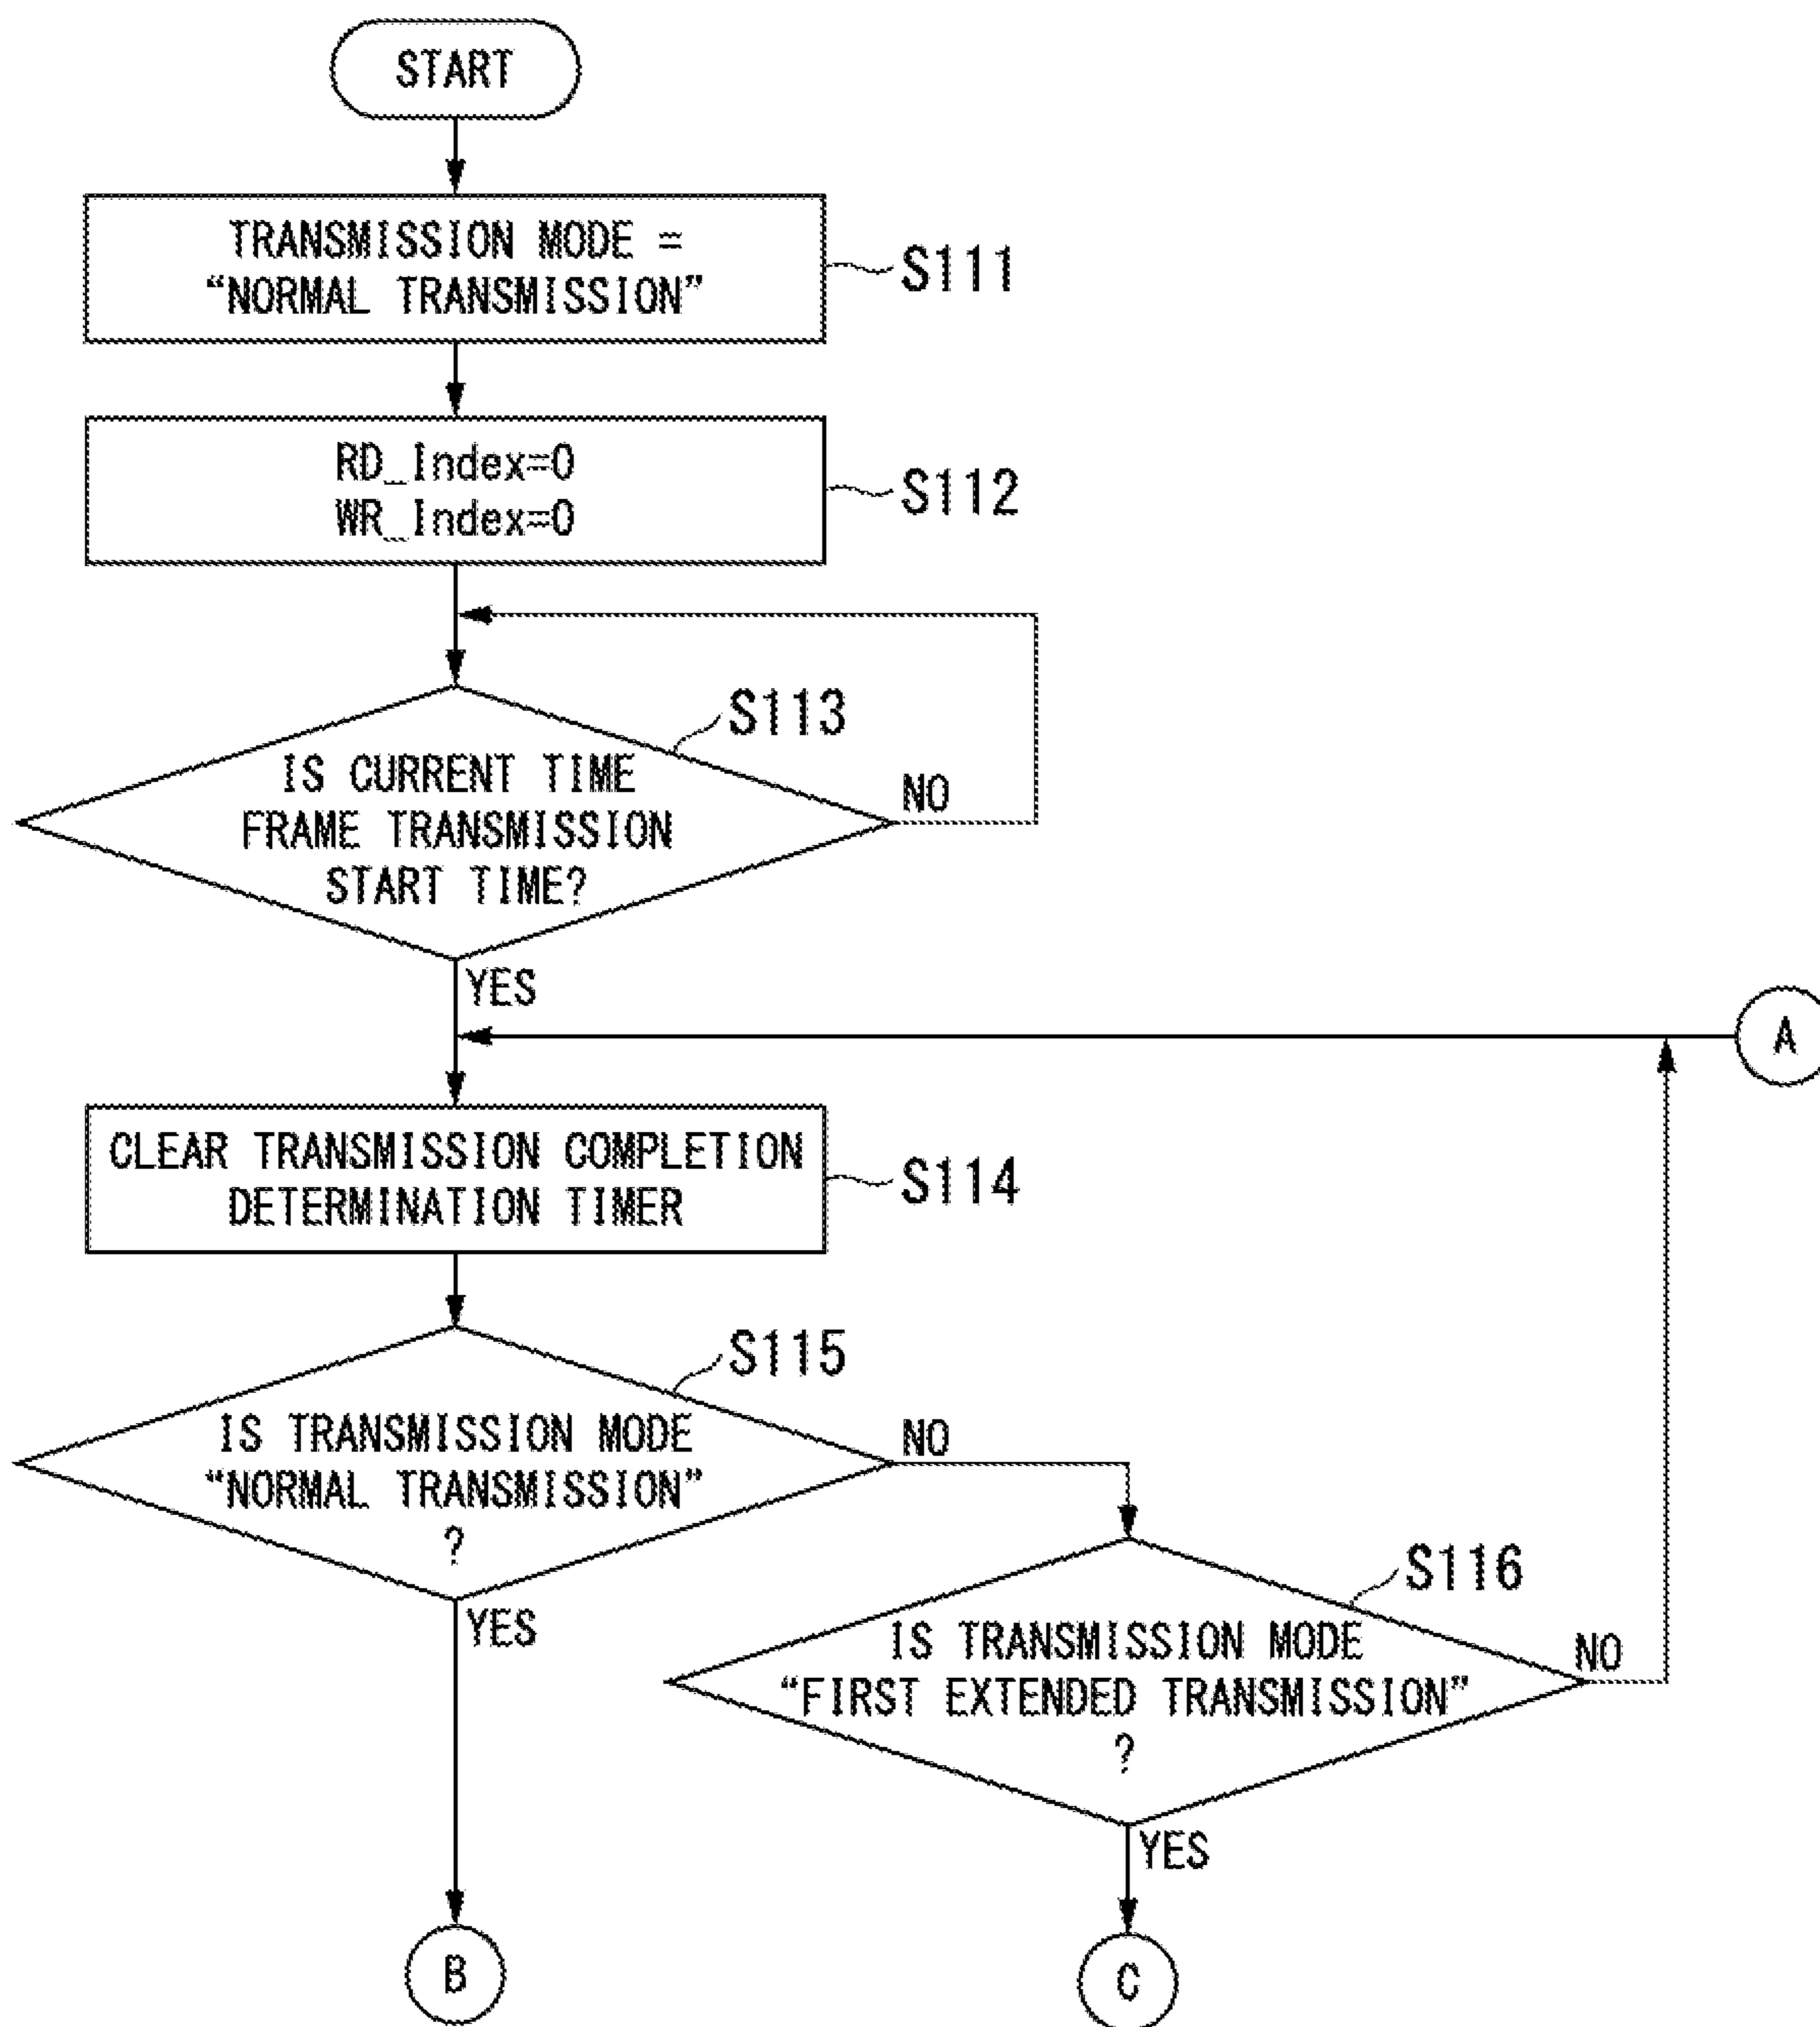 START
TRANSMISSION MODE =
“NORMAL TRANSMISSION”
S111
RD_Index=0
WR_Index=0
S112
S113
IS CURRENT TIME
FRAME TRANSMISSION
START TIME?
NO
YES
A
CLEAR TRANSMISSION COMPLETION
DETERMINATION TIMER
S114
S115
IS TRANSMISSION MODE
“NORMAL TRANSMISSION”
?
NO
YES
S116
IS TRANSMISSION MODE
“FIRST EXTENDED TRANSMISSION”
?
NO
YES
B
C